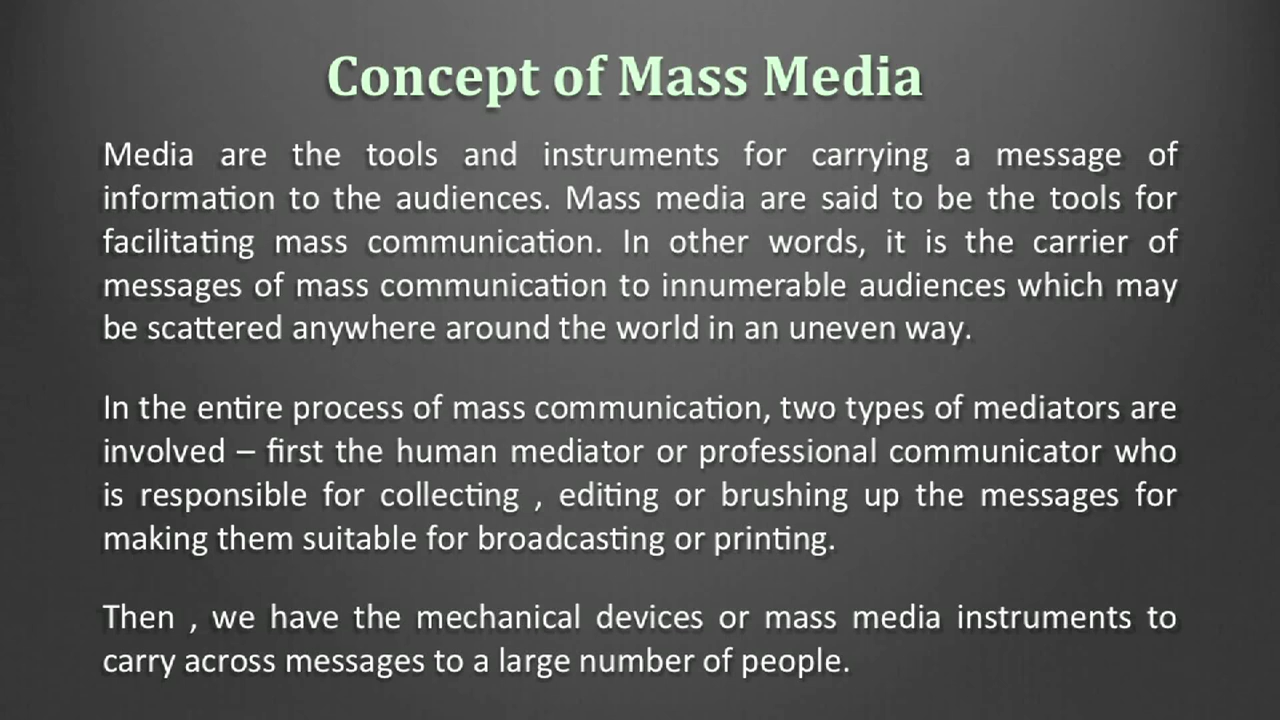 Concept of Mass Media
Media are the tools and instruments for carrying a message of
information to the audiences. Mass media are said to be the tools for
facilitating mass communication. In other words, it is the carrier of
messages of mass communication to innumerable audiences which may
be scattered anywhere around the world in an uneven way.
In the entire process of mass communication, two types of mediators are
involved – first the human mediator or professional communicator who
is responsible for collecting , editing or brushing up the messages for
making them suitable for broadcasting or printing.
Then , we have the mechanical devices or mass media instruments to
carry across messages to a large number of people.